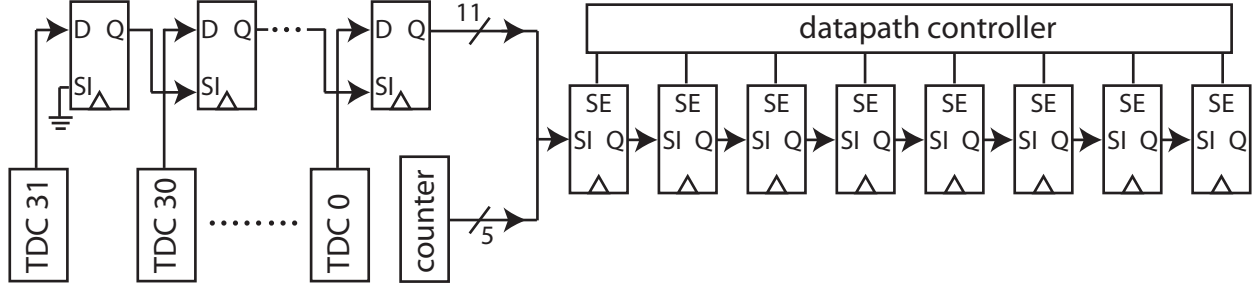 D Q
SI
D Q
SI
D Q
SI
11
datapath controller
SE
SI Q
SE
SI Q
SE
SI Q
SE
SI Q
SE
SI Q
SE
SI Q
SE
SI Q
SE
SI Q
TDC 31
TDC 30
TDC 0
counter
5